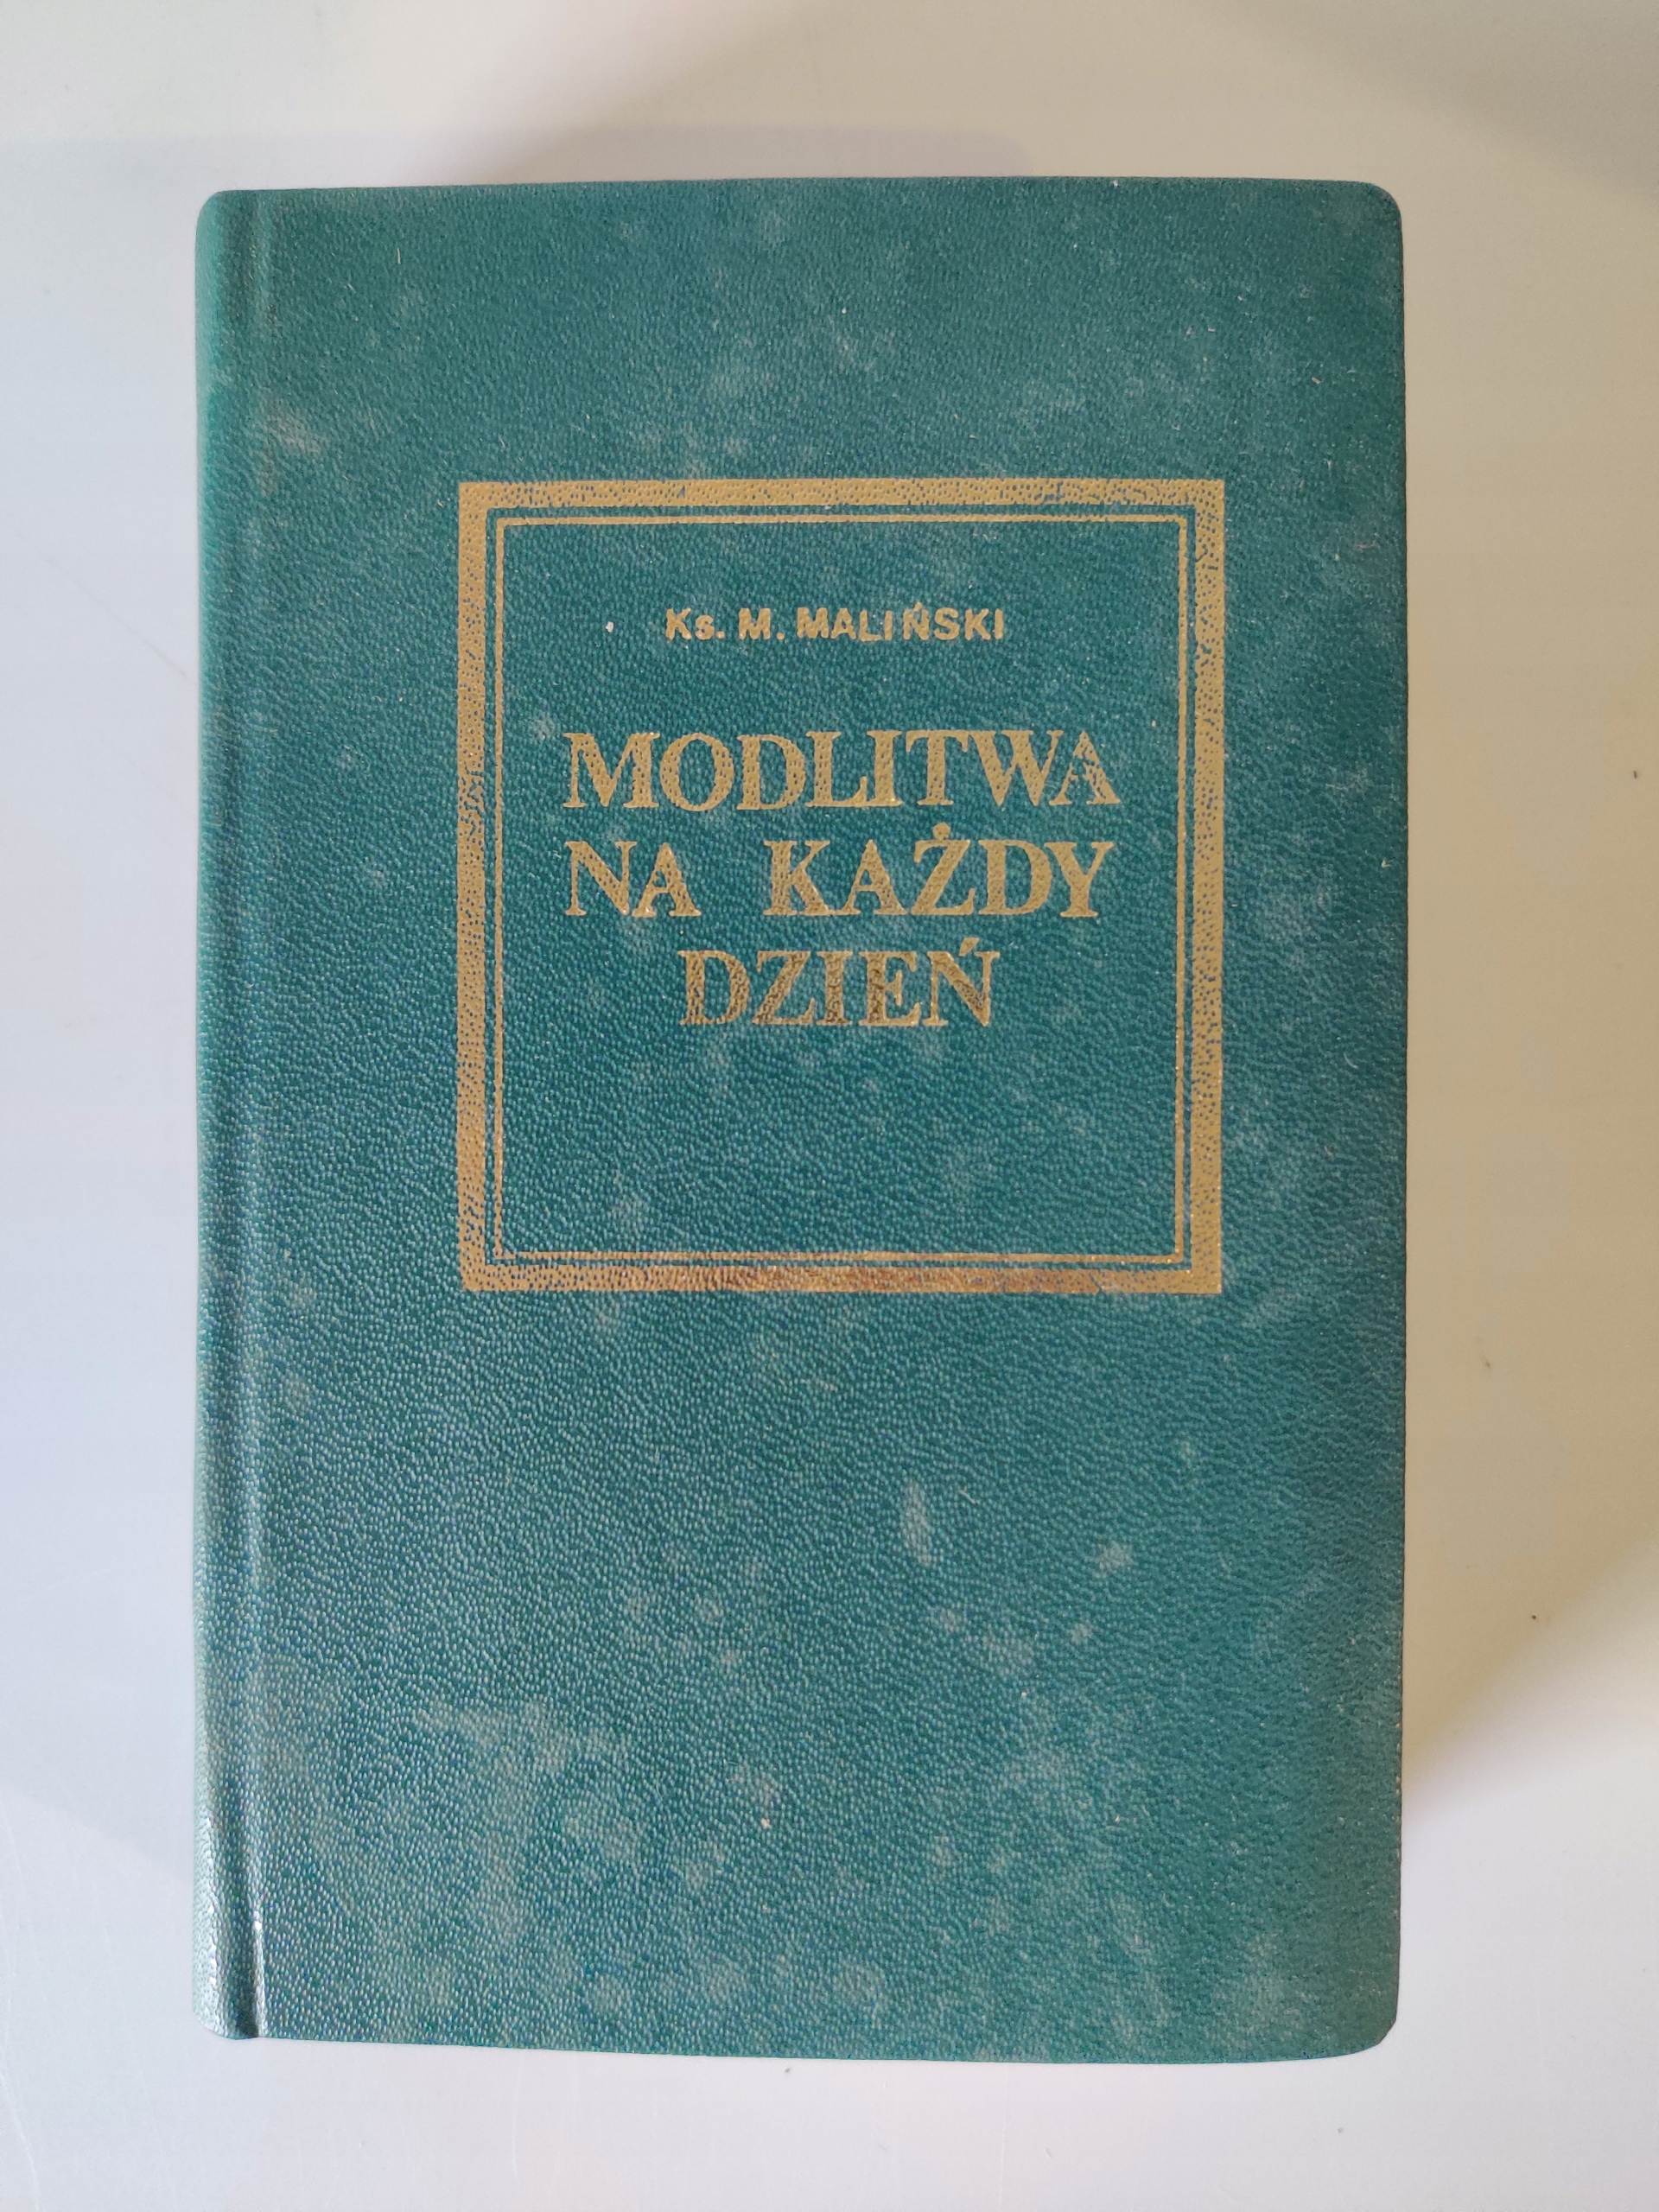 Ks. M. MALIŃSKI
MODLITWA
NA KAŻDY
DZIEŃ